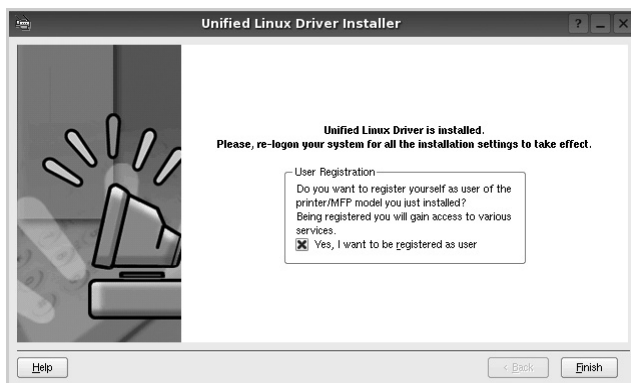 Unified Linux Driver Installer
Unified Linux Driver is installed.
Please, re-logon your system for all the installation settings to take effect.
User Registration
Do you want to register yourself as user of the
printer/MFP model you just installed?
Being registered you will gain access to various
services.
Yes, I want to be registered as user
Help
< Back
Finish